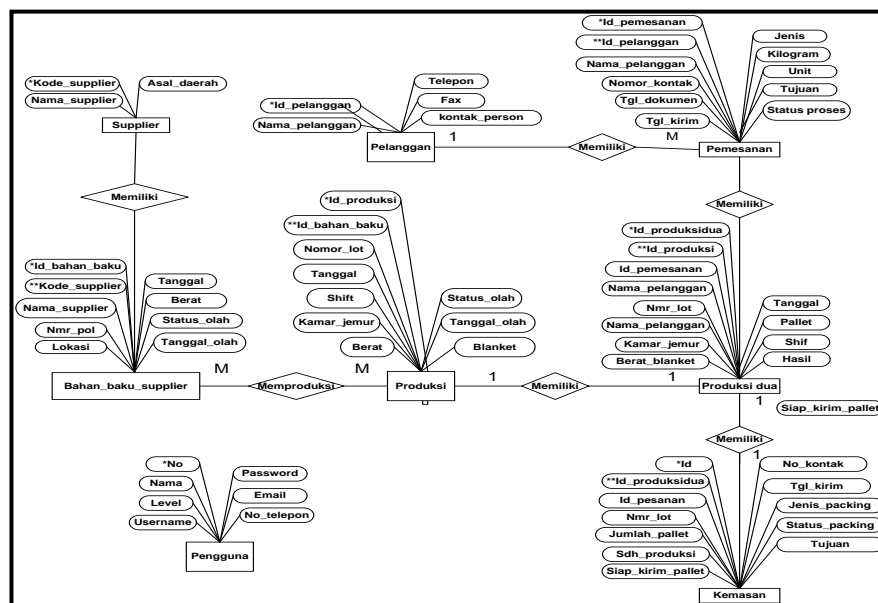 *Kode_supplier
Asal_daerah
Nama_supplier
Supplier
Memiliki
*Id_bahan_baku
**Kode_supplier
Nama_supplier
Nmr_pol
Lokasi
Tanggal
Berat
Status_olah
Tanggal_olah
Bahan_baku_supplier
M
Memproduksi
M
*Id_pelanggan
Nama_pelanggan
Telepon
Fax
kontak_person
Pelanggan
1
Memiliki
M
*Id_pemesanan
**Id_pelanggan
Nama_pelanggan
Nomor_kontak
Tgl_dokumen
Tgl_kirim
Jenis
Kilogram
Unit
Tujuan
Status proses
Pemesanan
Memiliki
*Id_produksi
**Id_bahan_baku
Nomor_lot
Tanggal
Shift
Kamar_jemur
Berat
Status_olah
Tanggal_olah
Blanket
Produksi
1
Memiliki
1
*Id_produksidua
**Id_produksi
Id_pemesanan
Nama_pelanggan
Nmr_lot
Nama_pelanggan
Kamar_jemur
Berat_blanket
Tanggal
Pallet
Shif
Hasil
Produksi dua
1
Siap_kirim_pallet
Memiliki
1
*No
Nama
Level
Username
Password
Email
No_telepon
Pengguna
*Id
**Id_produksidua
Id_pesanan
Nmr_lot
Jumlah_pallet
Sdh_produksi
Siap_kirim_pallet
No_kontak
Tgl_kirim
Jenis_packing
Status_packing
Tujuan
Kemasan